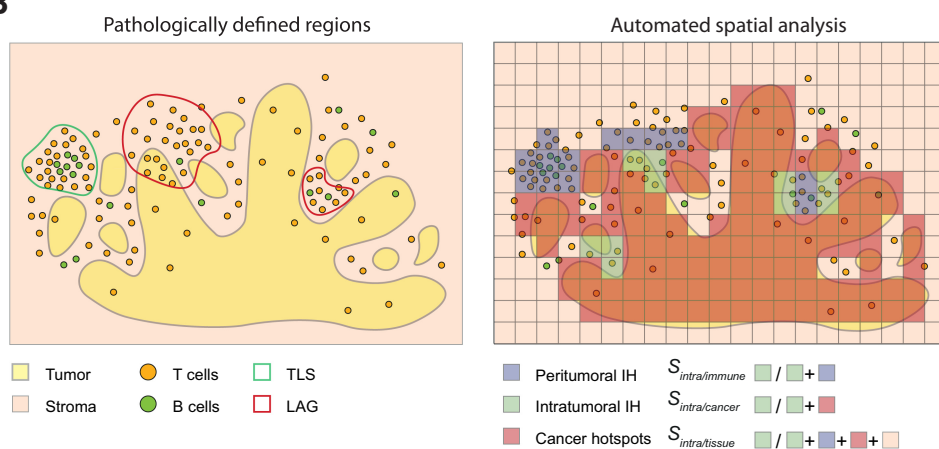 Pathologically defined regions
Automated spatial analysis
Tumor
T cells
TLS
Stroma
B cells
LAG
Peritumoral IH
S intra/immune
/
+
Intratumoral IH
S intra/cancer
/
+
Cancer hotspots
S intra/tissue
/
+
+
+